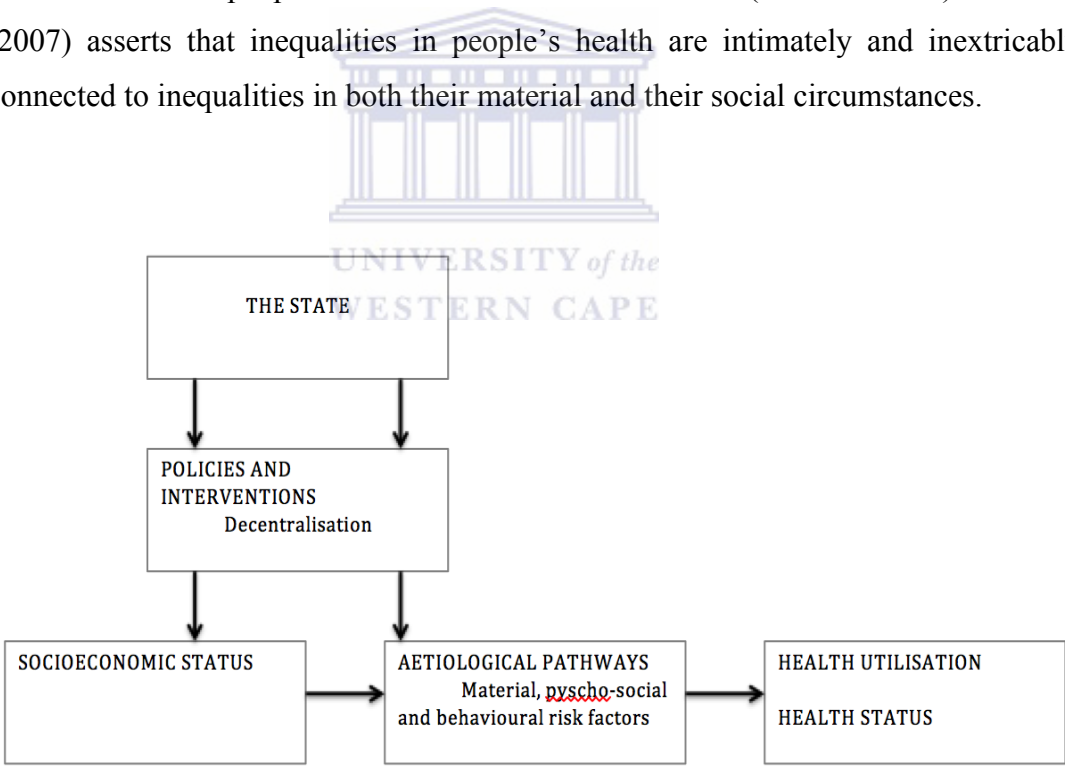 2007) asserts that inequalities in people’s health are intimately and inextricabl
onnected to inequalities in both their material and their social circumstances.
UNIVERSITY of the
WESTERN CAPE
THE STATE
POLICIES AND
INTERVENTIONS
Decentralisation
SOCIOECONOMIC STATUS
AETIOLOGICAL PATHWAYS
Material, pyscho-social
and behavioural risk factors
HEALTH UTILISATION
HEALTH STATUS